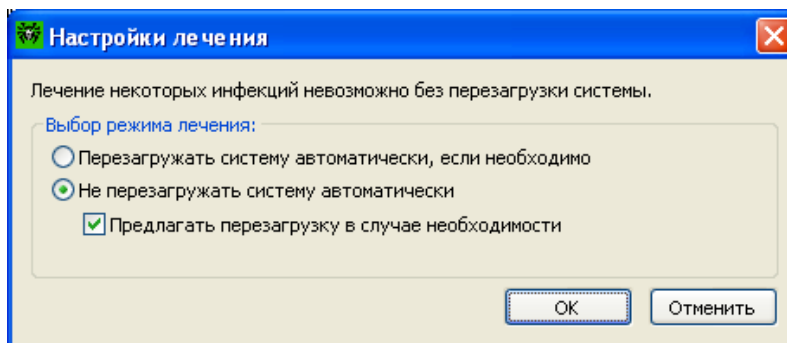 Настройки лечения
Лечение некоторых инфекций невозможно без перезагрузки системы.
Выбор режима лечения:
Перезагружать систему автоматически, если необходимо
Не перезагружать систему автоматически
Предлагать перезагрузку в случае необходимости
ОК
Отменить